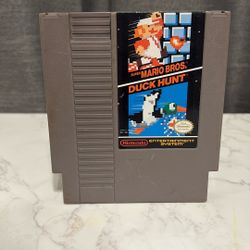 SUPER
MARIO BROS.
DUCK HUNT
Nintendo
ENTERTAINMENT
SYSTEM